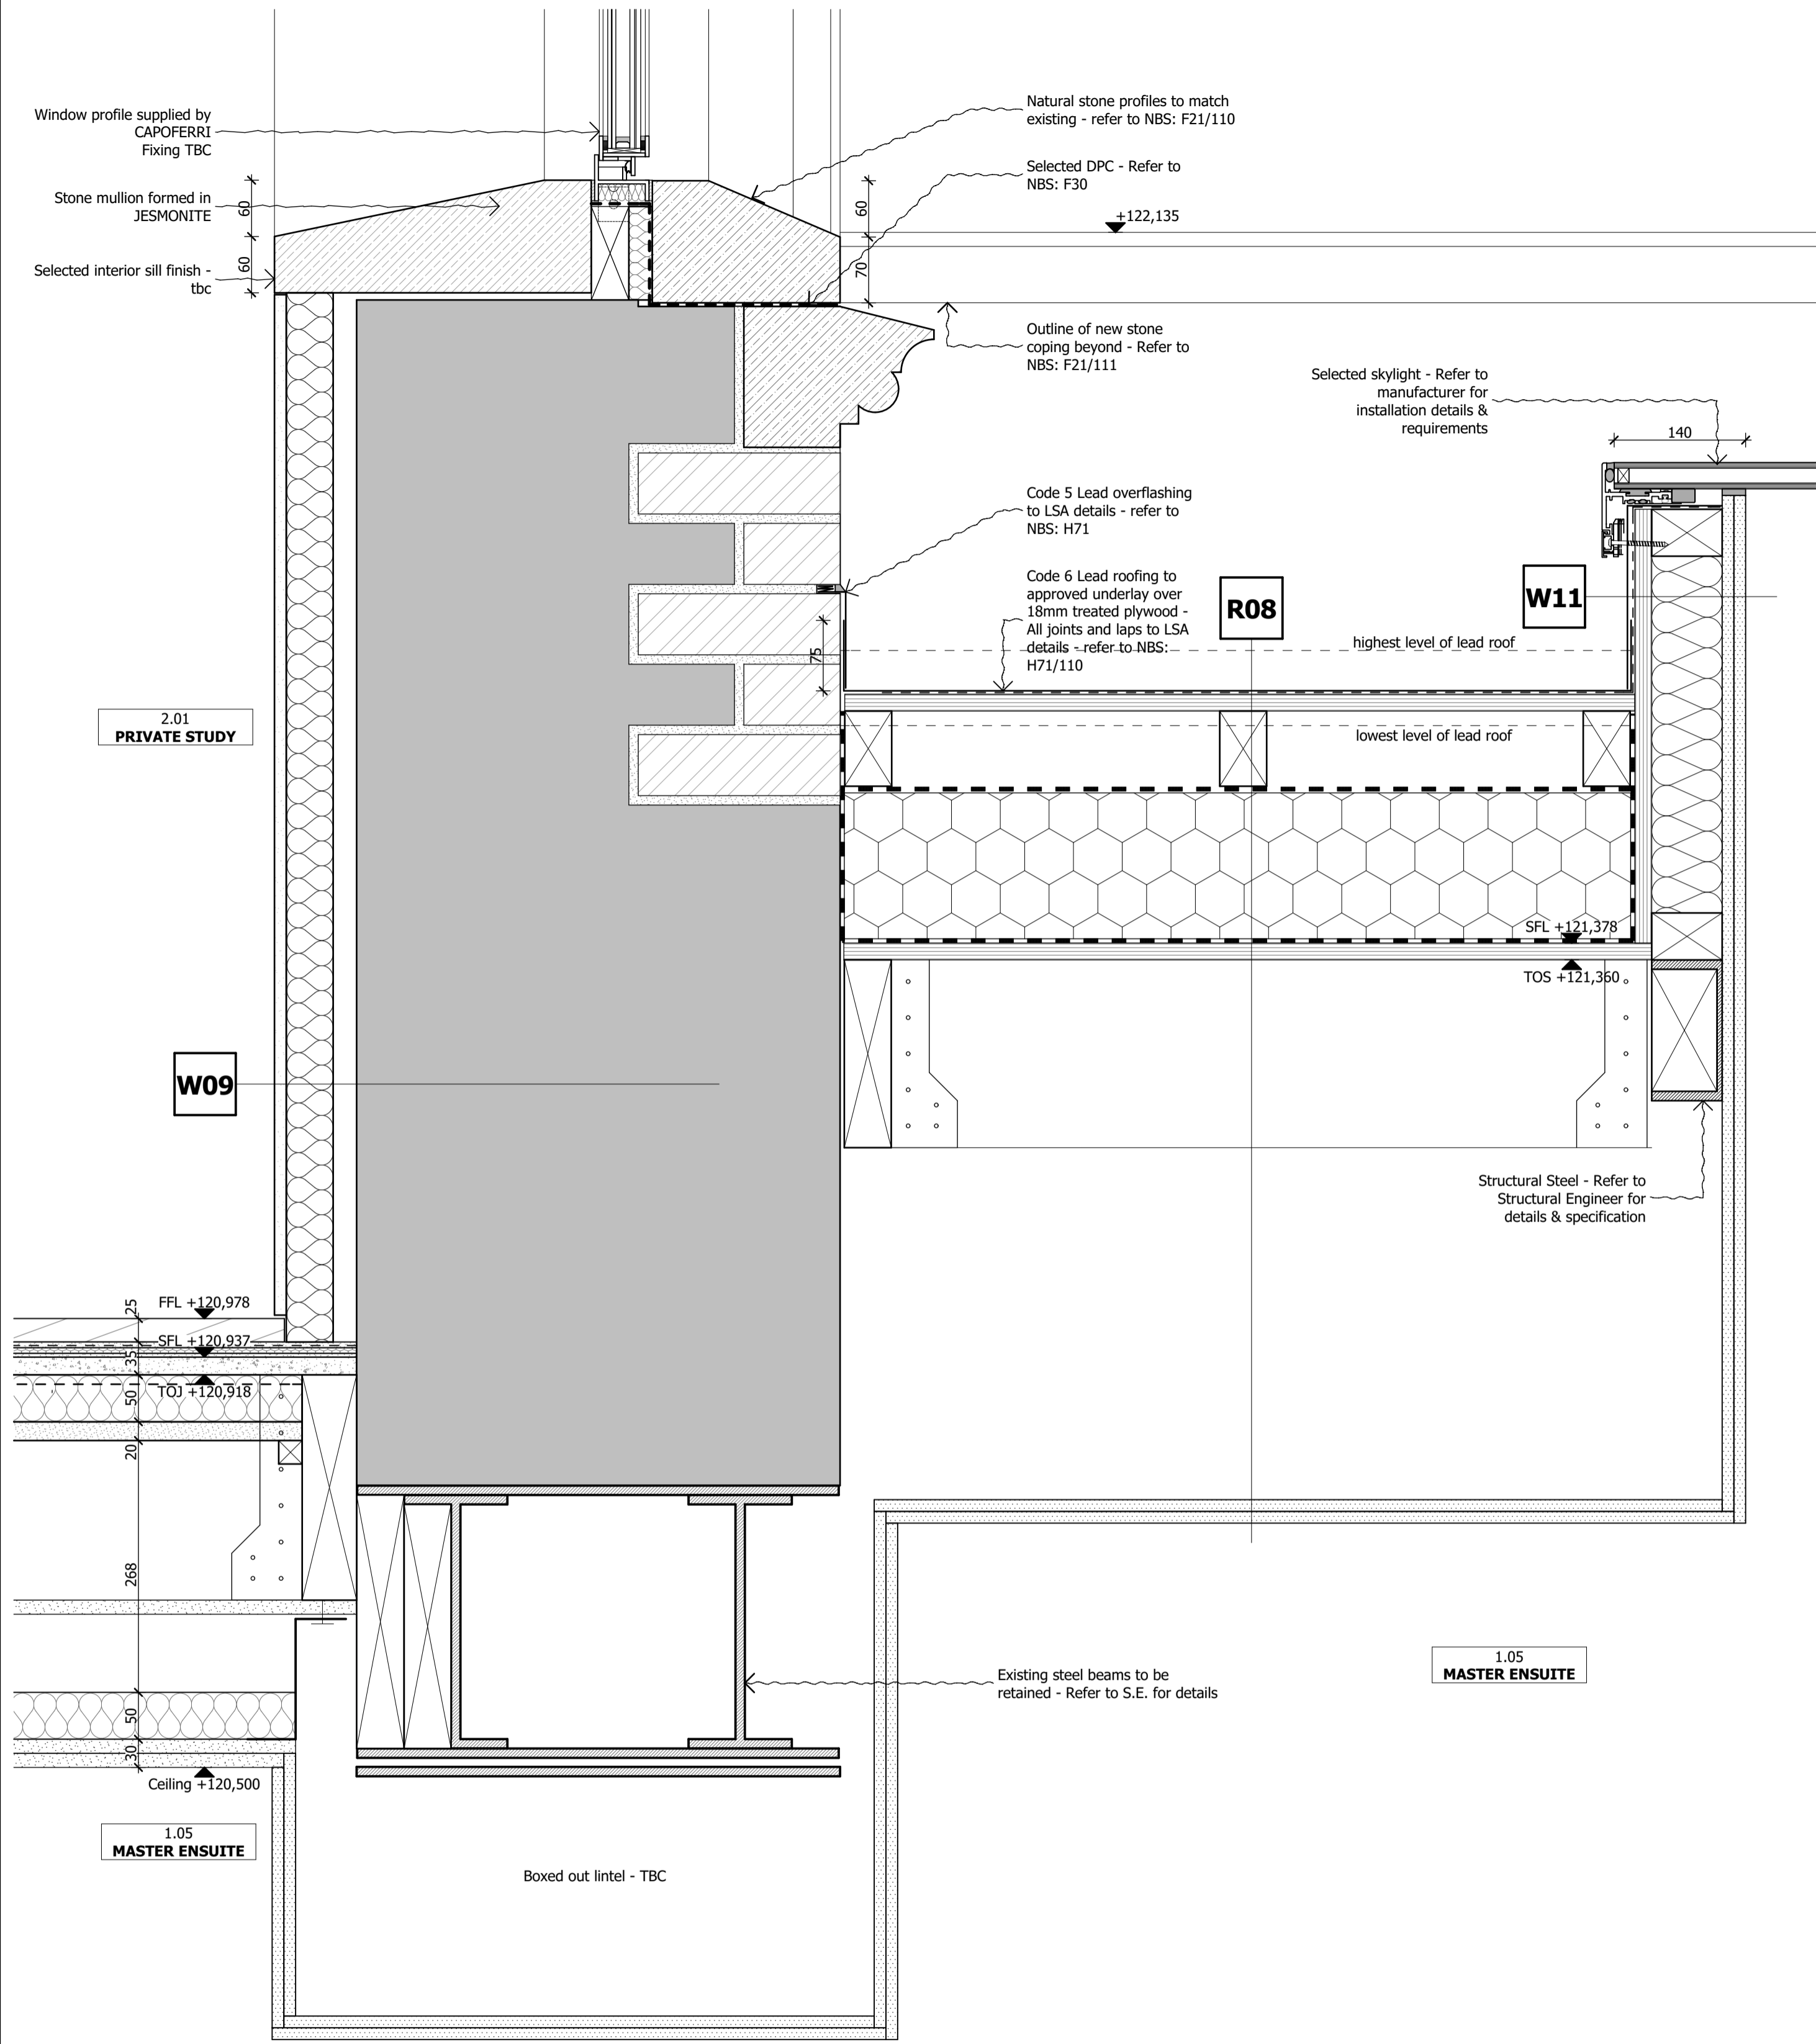 Window profile supplied by
CAPOFERRI
Fixing TBC
Stone mullion formed in
JESMONITE
Selected interior sill finish -
tbc
60
60
Natural stone profiles to match
existing - refer to NBS: F21/110
Selected DPC - Refer to
NBS: F30
60
70
+122,135
Outline of new stone
coping beyond - Refer to
NBS: F21/111
Selected skylight - Refer to
manufacturer for
installation details &
requirements
140
Code 5 Lead overflashing
to LSA details - refer to
NBS: H71
Code 6 Lead roofing to
approved underlay over
18mm treated plywood -
All joints and laps to LSA
details - refer to NBS:
H71/110
R08
W11
75
highest level of lead roof
lowest level of lead roof
2.01
PRIVATE STUDY
SFL +121,378
TOS +121,360
W09
Structural Steel - Refer to
Structural Engineer for
details & specification
25
FFL +120,978
SFL +120,937
35
TOJ +120,918
50
20
268
50
30
Ceiling +120,500
Existing steel beams to be
retained - Refer to S.E. for details
1.05
MASTER ENSUITE
1.05
MASTER ENSUITE
Boxed out lintel - TBC